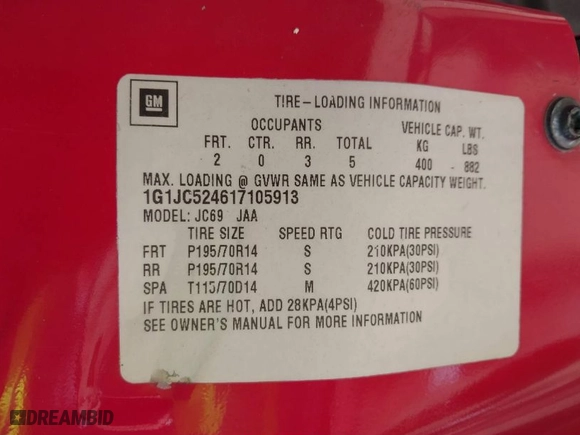 GM
TIRE-LOADING INFORMATION
OCCUPANTS VEHICLE CAP. WT.
FRT. CTR. RR. TOTAL KG LBS
2 0 3 5 400 - 882
MAX. LOADING @ GVWR SAME AS VEHICLE CAPACITY WEIGHT.
1G1JC524617105913
MODEL: JC69 JAA
TIRE SIZE SPEED RTG COLD TIRE PRESSURE
FRT P195/70R14 S 210KPA(30PSI)
RR P195/70R14 S 210KPA(30PSI)
SPA T115/70D14 M 420KPA(60PSI)
IF TIRES ARE HOT, ADD 28KPA(4PSI)
SEE OWNER'S MANUAL FOR MORE INFORMATION
DREAMBID